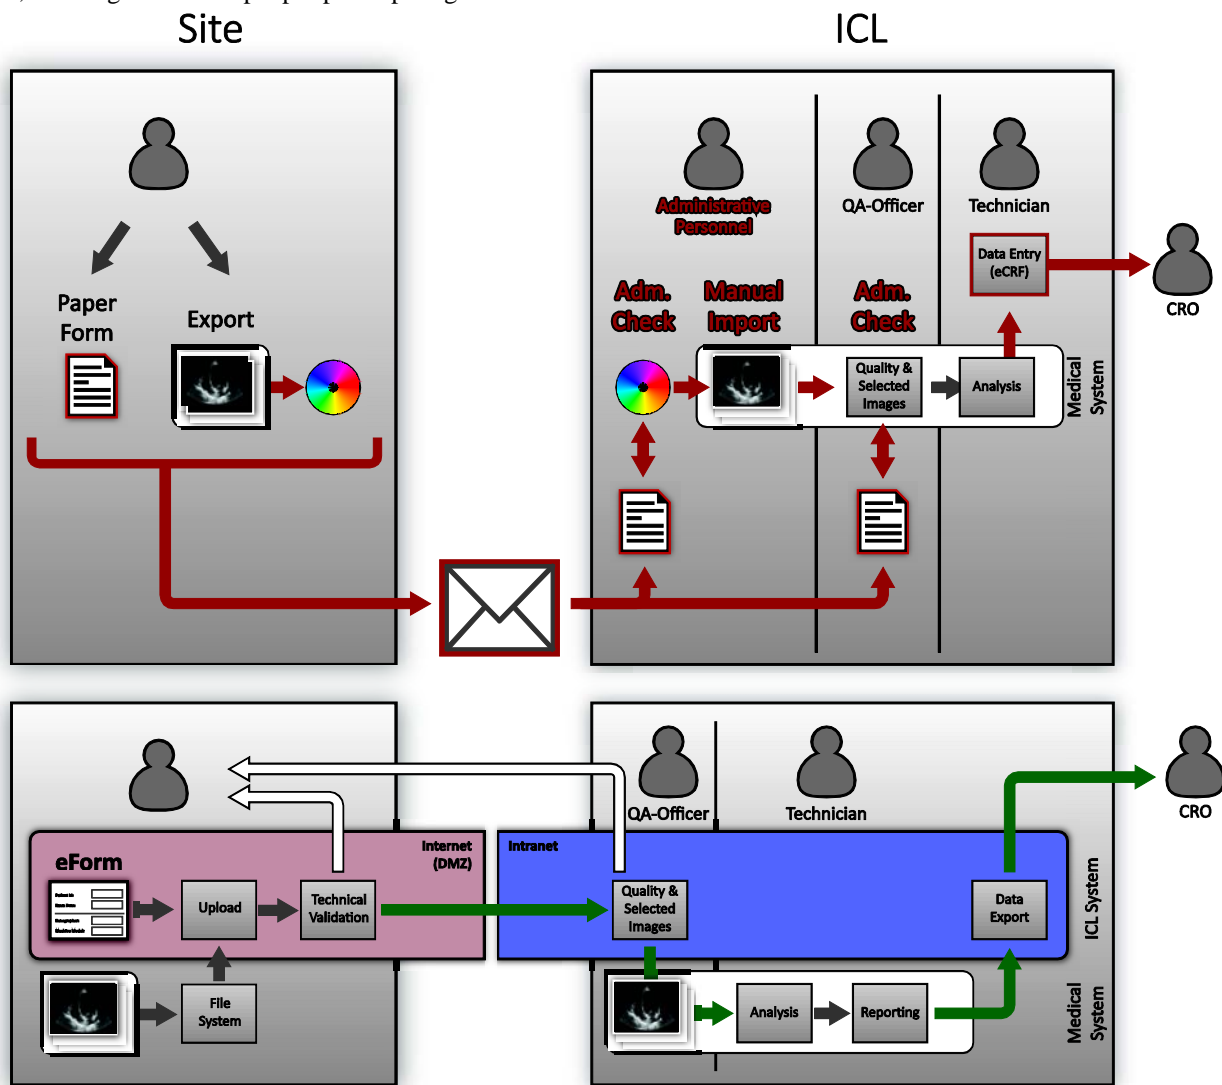 Site
ICL
Administrative
Personnel
QA-Officer
Technician
Data Entry
(eCRF)
CRO
Paper
Form
Export
Adm.
Check
Manual
Import
Adm.
Check
Quality &
Selected
Images
Analysis
Medical
System
QA-Officer
Technician
CRO
Internet
(DMZ)
Intranet
eForm
Upload
Technical
Validation
Quality &
Selected
Images
Data
Export
ICL System
File
System
Analysis
Reporting
Medical
System